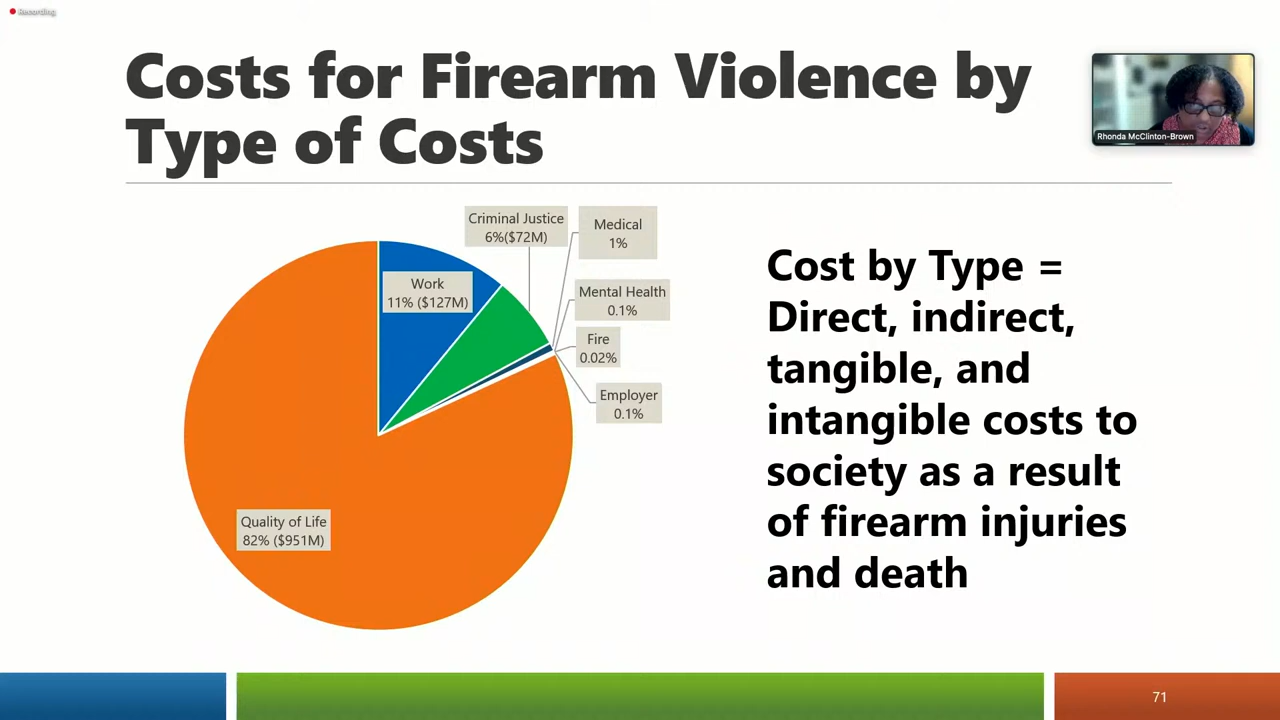 Recording
Costs for Firearm Violence by
Type of Costs
Rhonda McClinton-Brown
Criminal Justice
6%($72M)
Medical
1%
Work
11% ($127M)
Mental Health
0.1%
Fire
0.02%
Employer
0.1%
Quality of Life
82% ($951M)
Cost by Type =
Direct, indirect,
tangible, and
intangible costs to
society as a result
of firearm injuries
and death
71